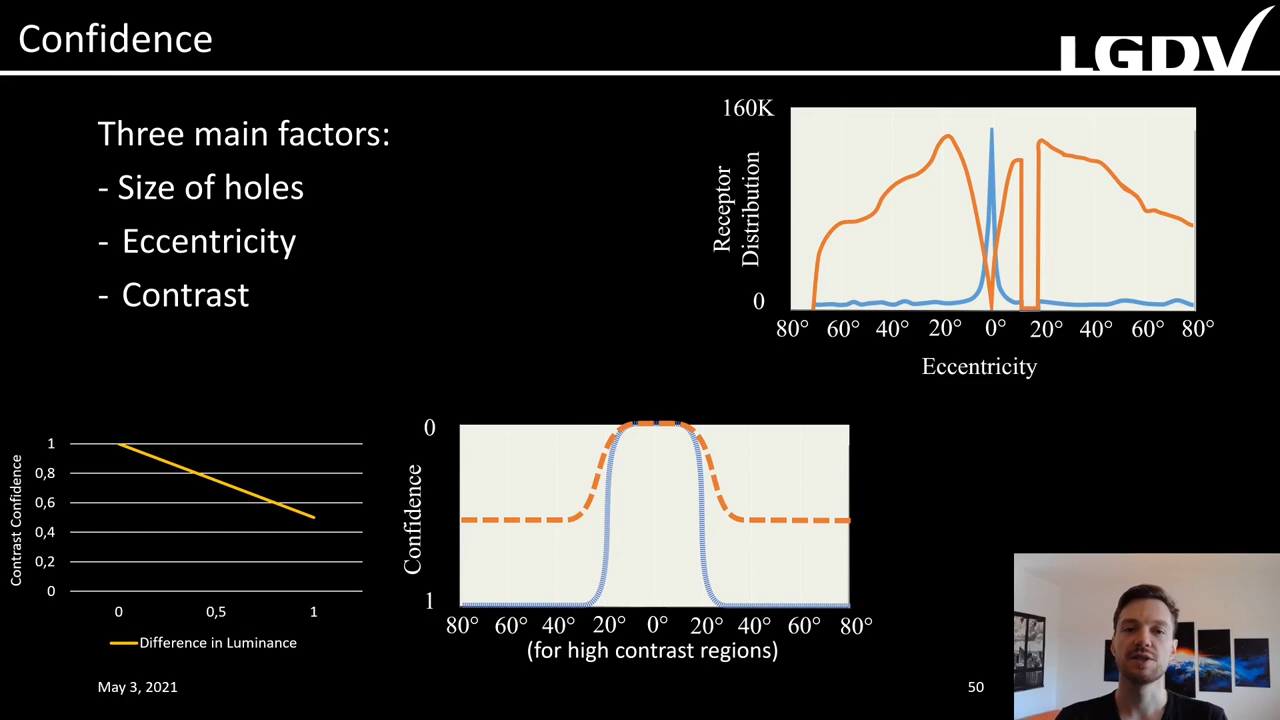 Confidence
LGDV
Three main factors:
- Size of holes
- Eccentricity
- Contrast
160K
Receptor
Distribution
0
80° 60° 40° 20° 0° 20° 40° 60° 80°
Eccentricity
Contrast Confidence
1
0,8
0,6
0,4
0,2
0
0 0,5 1
Difference in Luminance
0
Confidence
1
80° 60° 40° 20° 0° 20° 40° 60° 80°
(for high contrast regions)
May 3, 2021
50